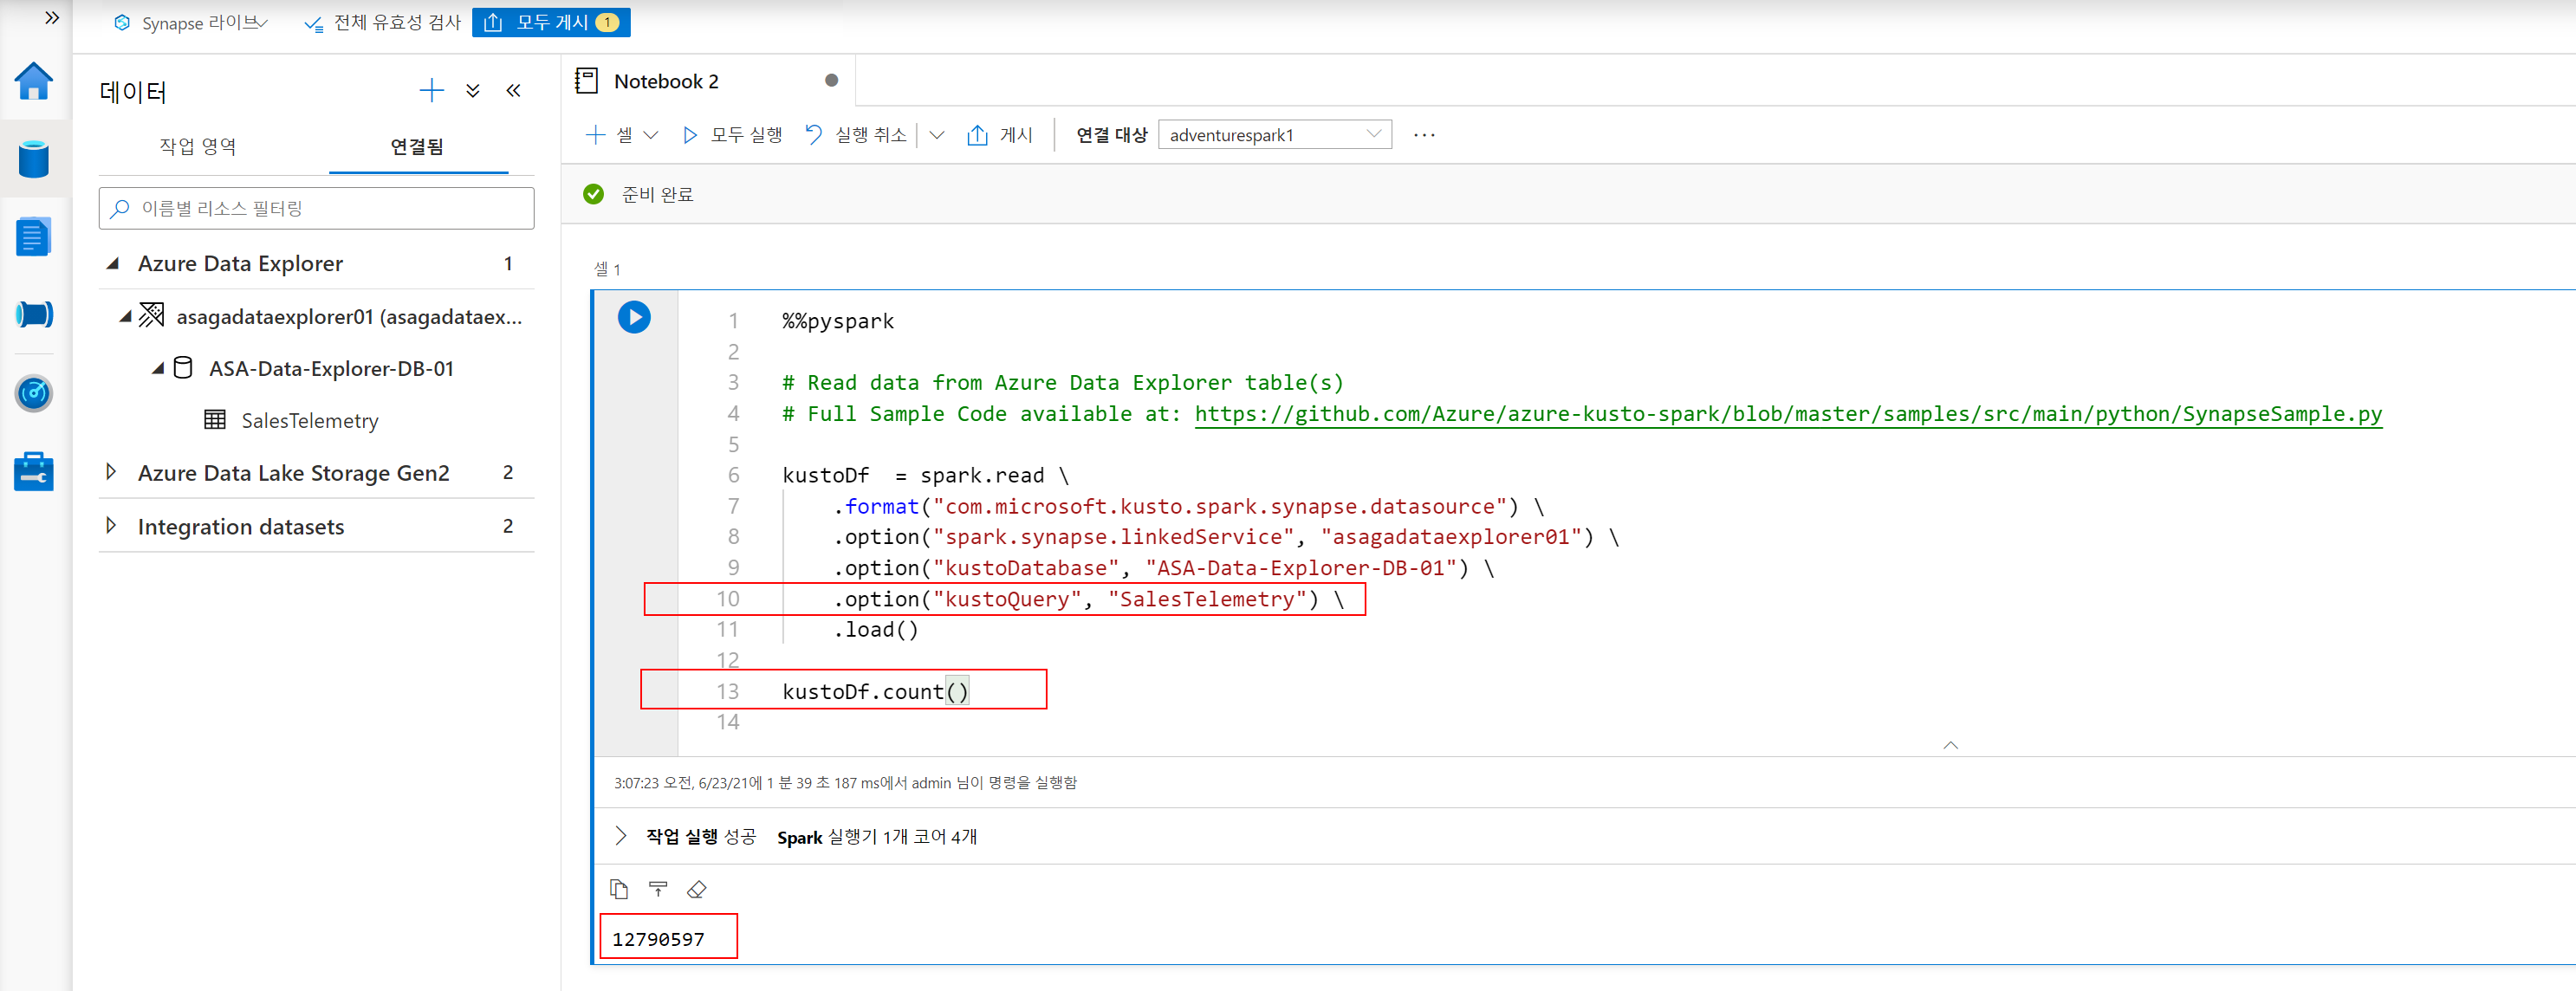 Synapse 라이브
전체 유효성 검사
모두 게시 1
데이터
작업 영역
연결됨
이름별 리소스 필터링
Azure Data Explorer 1
asagadataexplorer01 (asagadataex...
ASA-Data-Explorer-DB-01
SalesTelemetry
Azure Data Lake Storage Gen2 2
Integration datasets 2
Notebook 2
셀 모두 실행 실행 취소 게시 연결 대상 adventurespark1 ...
준비 완료
셀 1
1 %%pyspark
2
3 # Read data from Azure Data Explorer table(s)
4 # Full Sample Code available at: https://github.com/Azure/azure-kusto-spark/blob/master/samples/src/main/python/SynapseSample.py
5
6 kustoDf  = spark.read \
7 .format("com.microsoft.kusto.spark.synapse.datasource") \
8 .option("spark.synapse.linkedService", "asagadataexplorer01") \
9 .option("kustoDatabase", "ASA-Data-Explorer-DB-01") \
10 .option("kustoQuery", "SalesTelemetry") \
11 .load()
12
13 kustoDf.count()
14
3:07:23 오전, 6/23/21에 1 분 39 초 187 ms에서 admin 님이 명령을 실행함
작업 실행 성공 Spark 실행기 1개 코어 4개
12790597